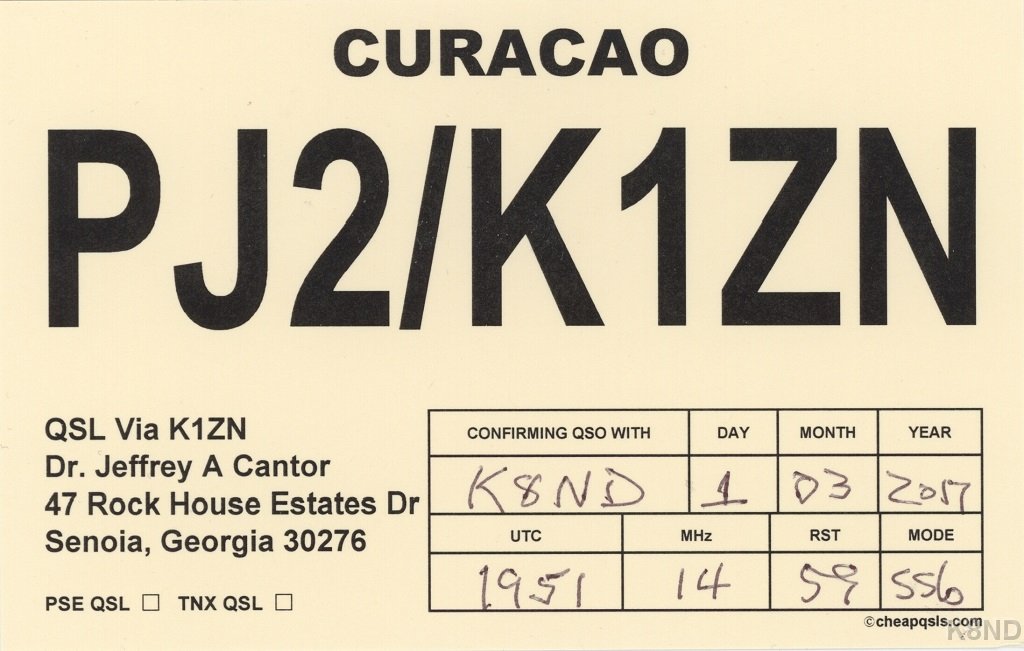 CURACAO
PJ2/K1ZN
QSL Via K1ZN
Dr. Jeffrey A Cantor
47 Rock House Estates Dr
Senoia, Georgia 30276
PSE QSL ☐ TNX QSL ☐
CONFIRMING QSO WITH DAY MONTH YEAR
K8ND 1 03 2017
UTC MHz RST MODE
1951 14 59 SSB
©cheapqsls.com
K8ND